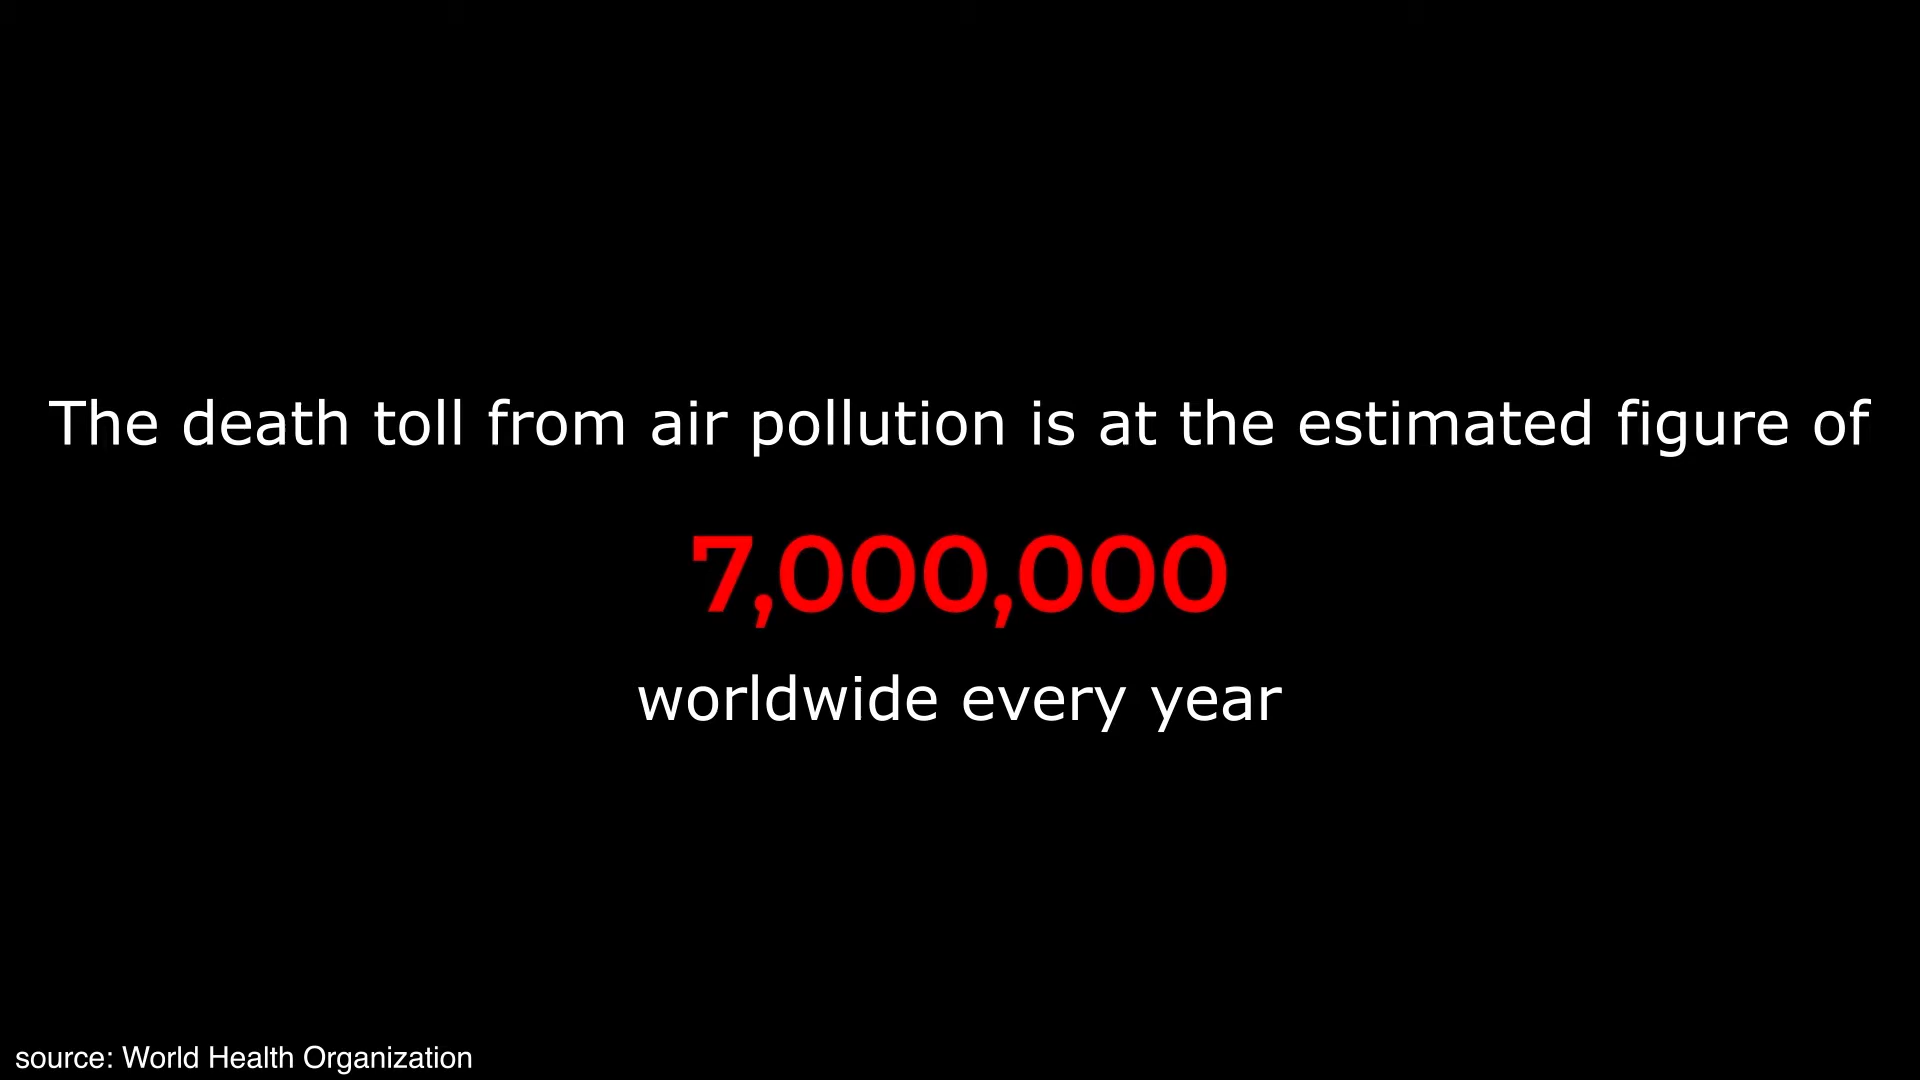 The death toll from air pollution is at the estimated figure of
7,000,000
worldwide every year
source: World Health Organization